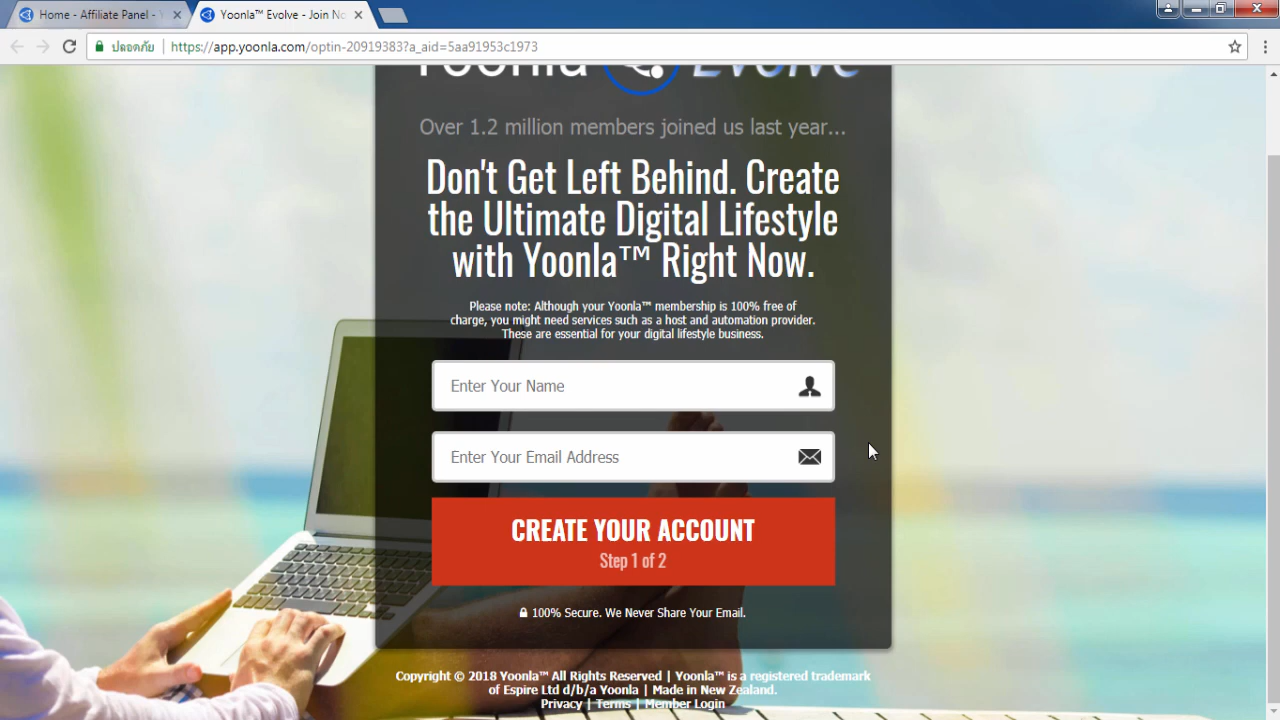 Home - Affiliate Panel - Y
Yoonla™ Evolve - Join No
ปลอดภัย
https://app.yoonla.com/optin-20919383?a_aid=5aa91953c1973
Yoonla Evolve
Over 1.2 million members joined us last year...
Don't Get Left Behind. Create
the Ultimate Digital Lifestyle
with Yoonla™ Right Now.
Please note: Although your Yoonla™ membership is 100% free of
charge, you might need services such as a host and automation provider.
These are essential for your digital lifestyle business.
Enter Your Name
Enter Your Email Address
CREATE YOUR ACCOUNT
Step 1 of 2
100% Secure. We Never Share Your Email.
Copyright © 2018 Yoonla™ All Rights Reserved | Yoonla™ is a registered trademark
of Espire Ltd d/b/a Yoonla | Made in New Zealand.
Privacy | Terms | Member Login